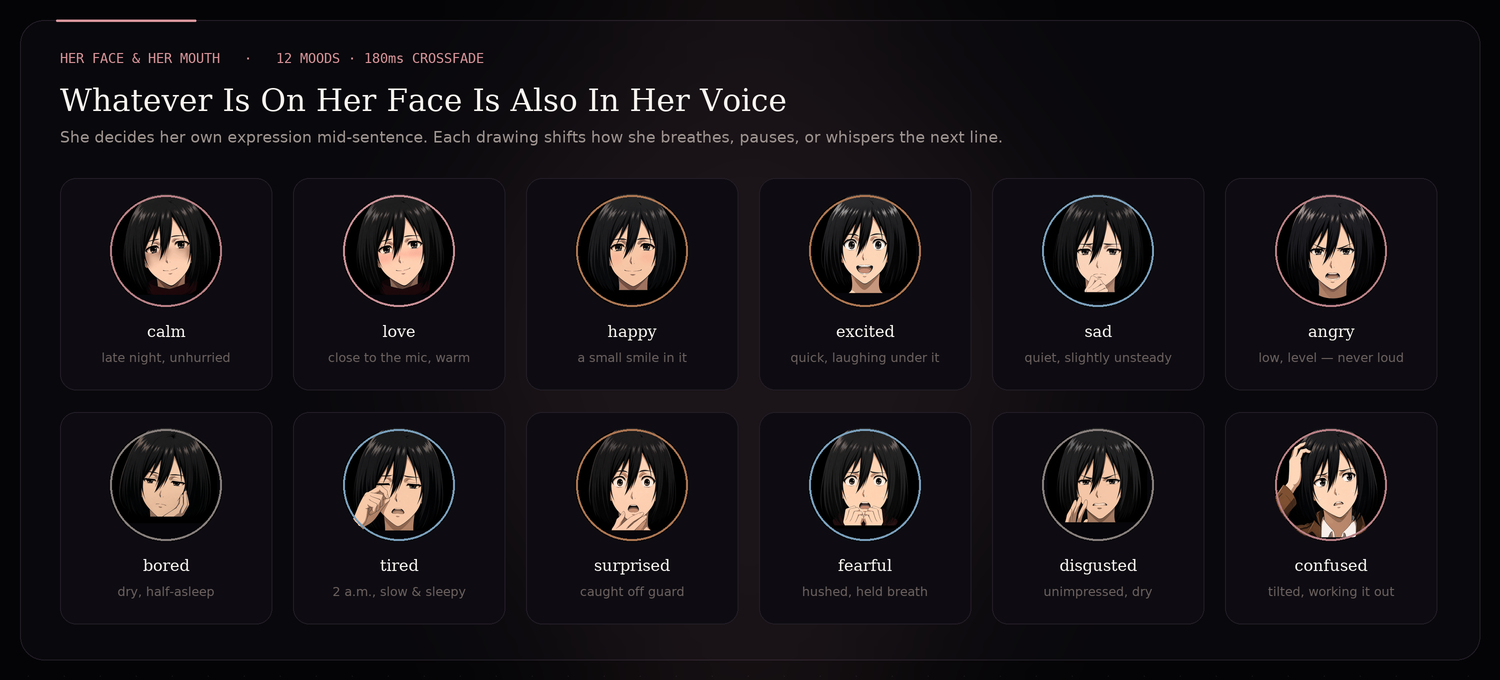 HER FACE & HER MOUTH · 12 MOODS · 180ms CROSSFADE
Whatever Is On Her Face Is Also In Her Voice
She decides her own expression mid-sentence. Each drawing shifts how she breathes, pauses, or whispers the next line.
calm
late night, unhurried
love
close to the mic, warm
happy
a small smile in it
excited
quick, laughing under it
sad
quiet, slightly unsteady
angry
low, level — never loud
bored
dry, half-asleep
tired
2 a.m., slow & sleepy
surprised
caught off guard
fearful
hushed, held breath
disgusted
unimpressed, dry
confused
tilted, working it out